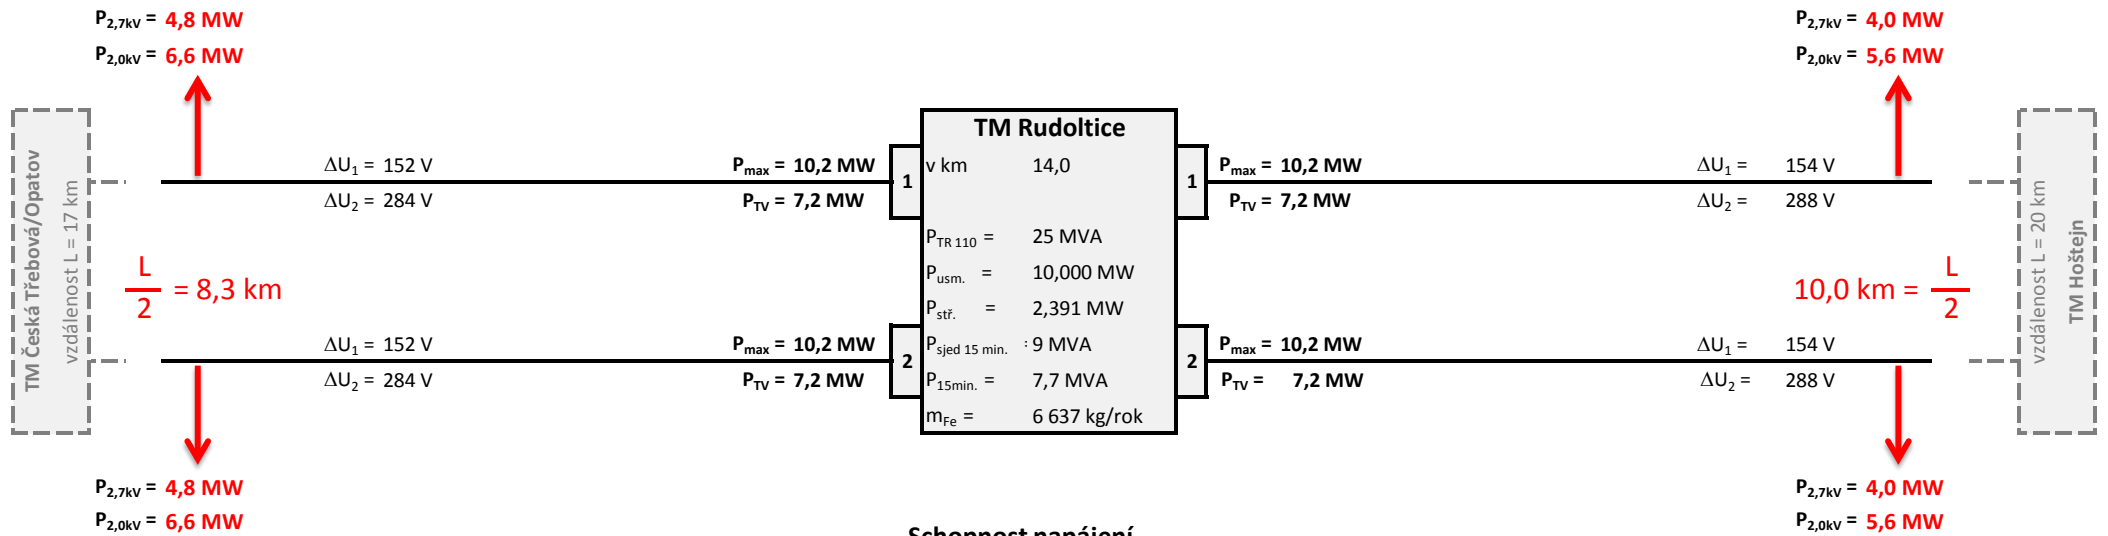 P2,7kV = 4,8 MW
P2,0kV = 6,6 MW
P2,7kV = 4,0 MW
P2,0kV = 5,6 MW
TM Česká Třebová/Opatov
vzdálenost L = 17 km
ΔU1 = 152 V
ΔU2 = 284 V
Pmax = 10,2 MW
PTV = 7,2 MW
1
TM Rudoltice
v km 14,0
PTR 110 = 25 MVA
Pusm. = 10,000 MW
Pstř. = 2,391 MW
Psjed 15 min. : 9 MVA
P15min. = 7,7 MVA
mFe = 6 637 kg/rok
1
Pmax = 10,2 MW
PTV = 7,2 MW
ΔU1 = 154 V
ΔU2 = 288 V
L
2
= 8,3 km
10,0 km =
L
2
vzdálenost L = 20 km
TM Hoštejn
ΔU1 = 152 V
ΔU2 = 284 V
Pmax = 10,2 MW
PTV = 7,2 MW
2
2
Pmax = 10,2 MW
PTV = 7,2 MW
ΔU1 = 154 V
ΔU2 = 288 V
P2,7kV = 4,8 MW
P2,0kV = 6,6 MW
P2,7kV = 4,0 MW
P2,0kV = 5,6 MW
Schopnost napájení